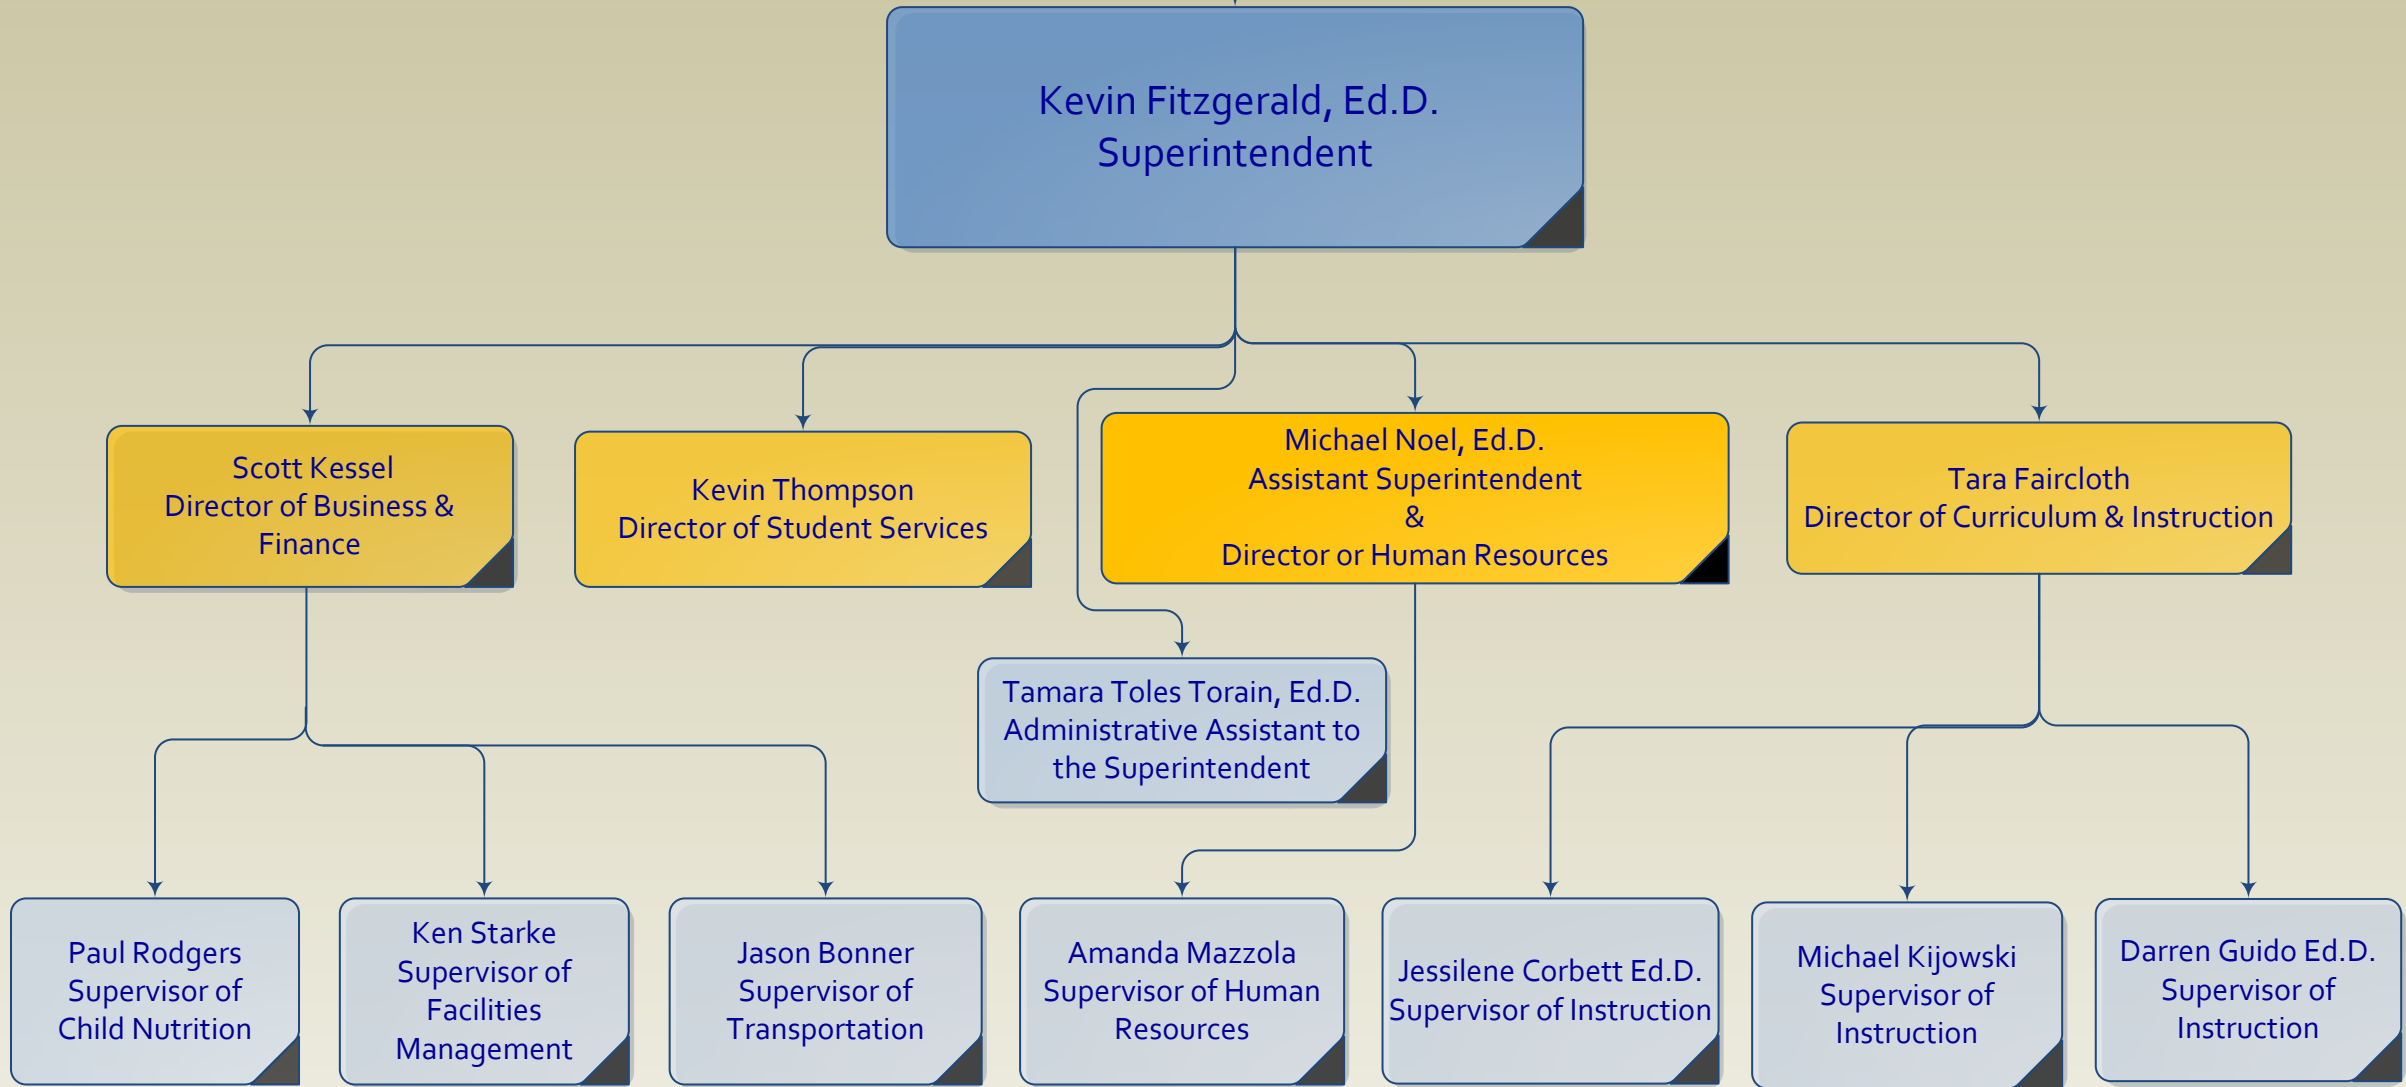 Kevin Fitzgerald, Ed.D.
Superintendent
Scott Kessel
Director of Business &
Finance
Kevin Thompson
Director of Student Services
Michael Noel, Ed.D.
Assistant Superintendent
&
Director or Human Resources
Tara Faircloth
Director of Curriculum & Instruction
Tamara Toles Torain, Ed.D.
Administrative Assistant to
the Superintendent
Paul Rodgers
Supervisor of
Child Nutrition
Ken Starke
Supervisor of
Facilities
Management
Jason Bonner
Supervisor of
Transportation
Amanda Mazzola
Supervisor of Human
Resources
Jessilene Corbett Ed.D.
Supervisor of Instruction
Michael Kijowski
Supervisor of
Instruction
Darren Guido Ed.D.
Supervisor of
Instruction